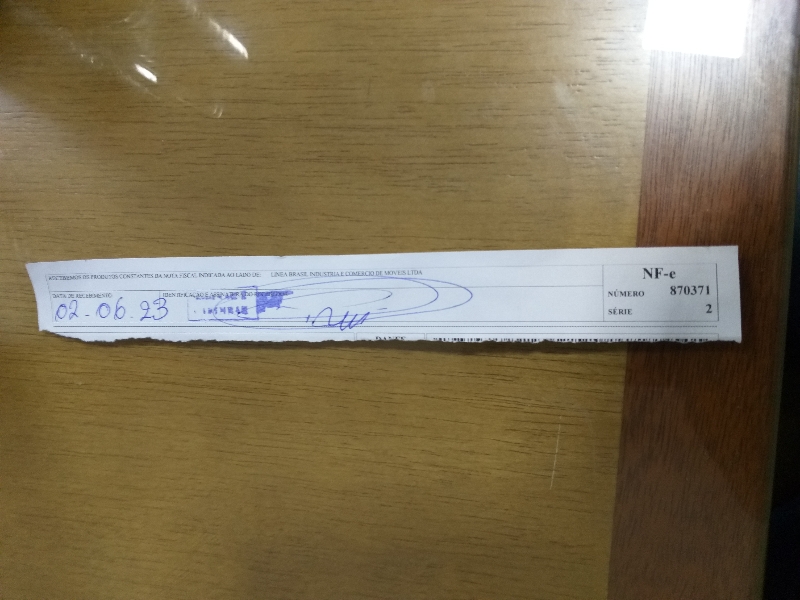 RECEBEMOS OS PRODUTOS CONSTANTES DA NOTA FISCAL INDICADA AO LADO DE: LINEA BRASIL INDUSTRIA E COMERCIO DE MOVEIS LTDA
DATA DE RECEBIMENTO
IDENTIFICAÇÃO E
02-06-23
NF-e
NÚMERO 870371
SÉRIE 2